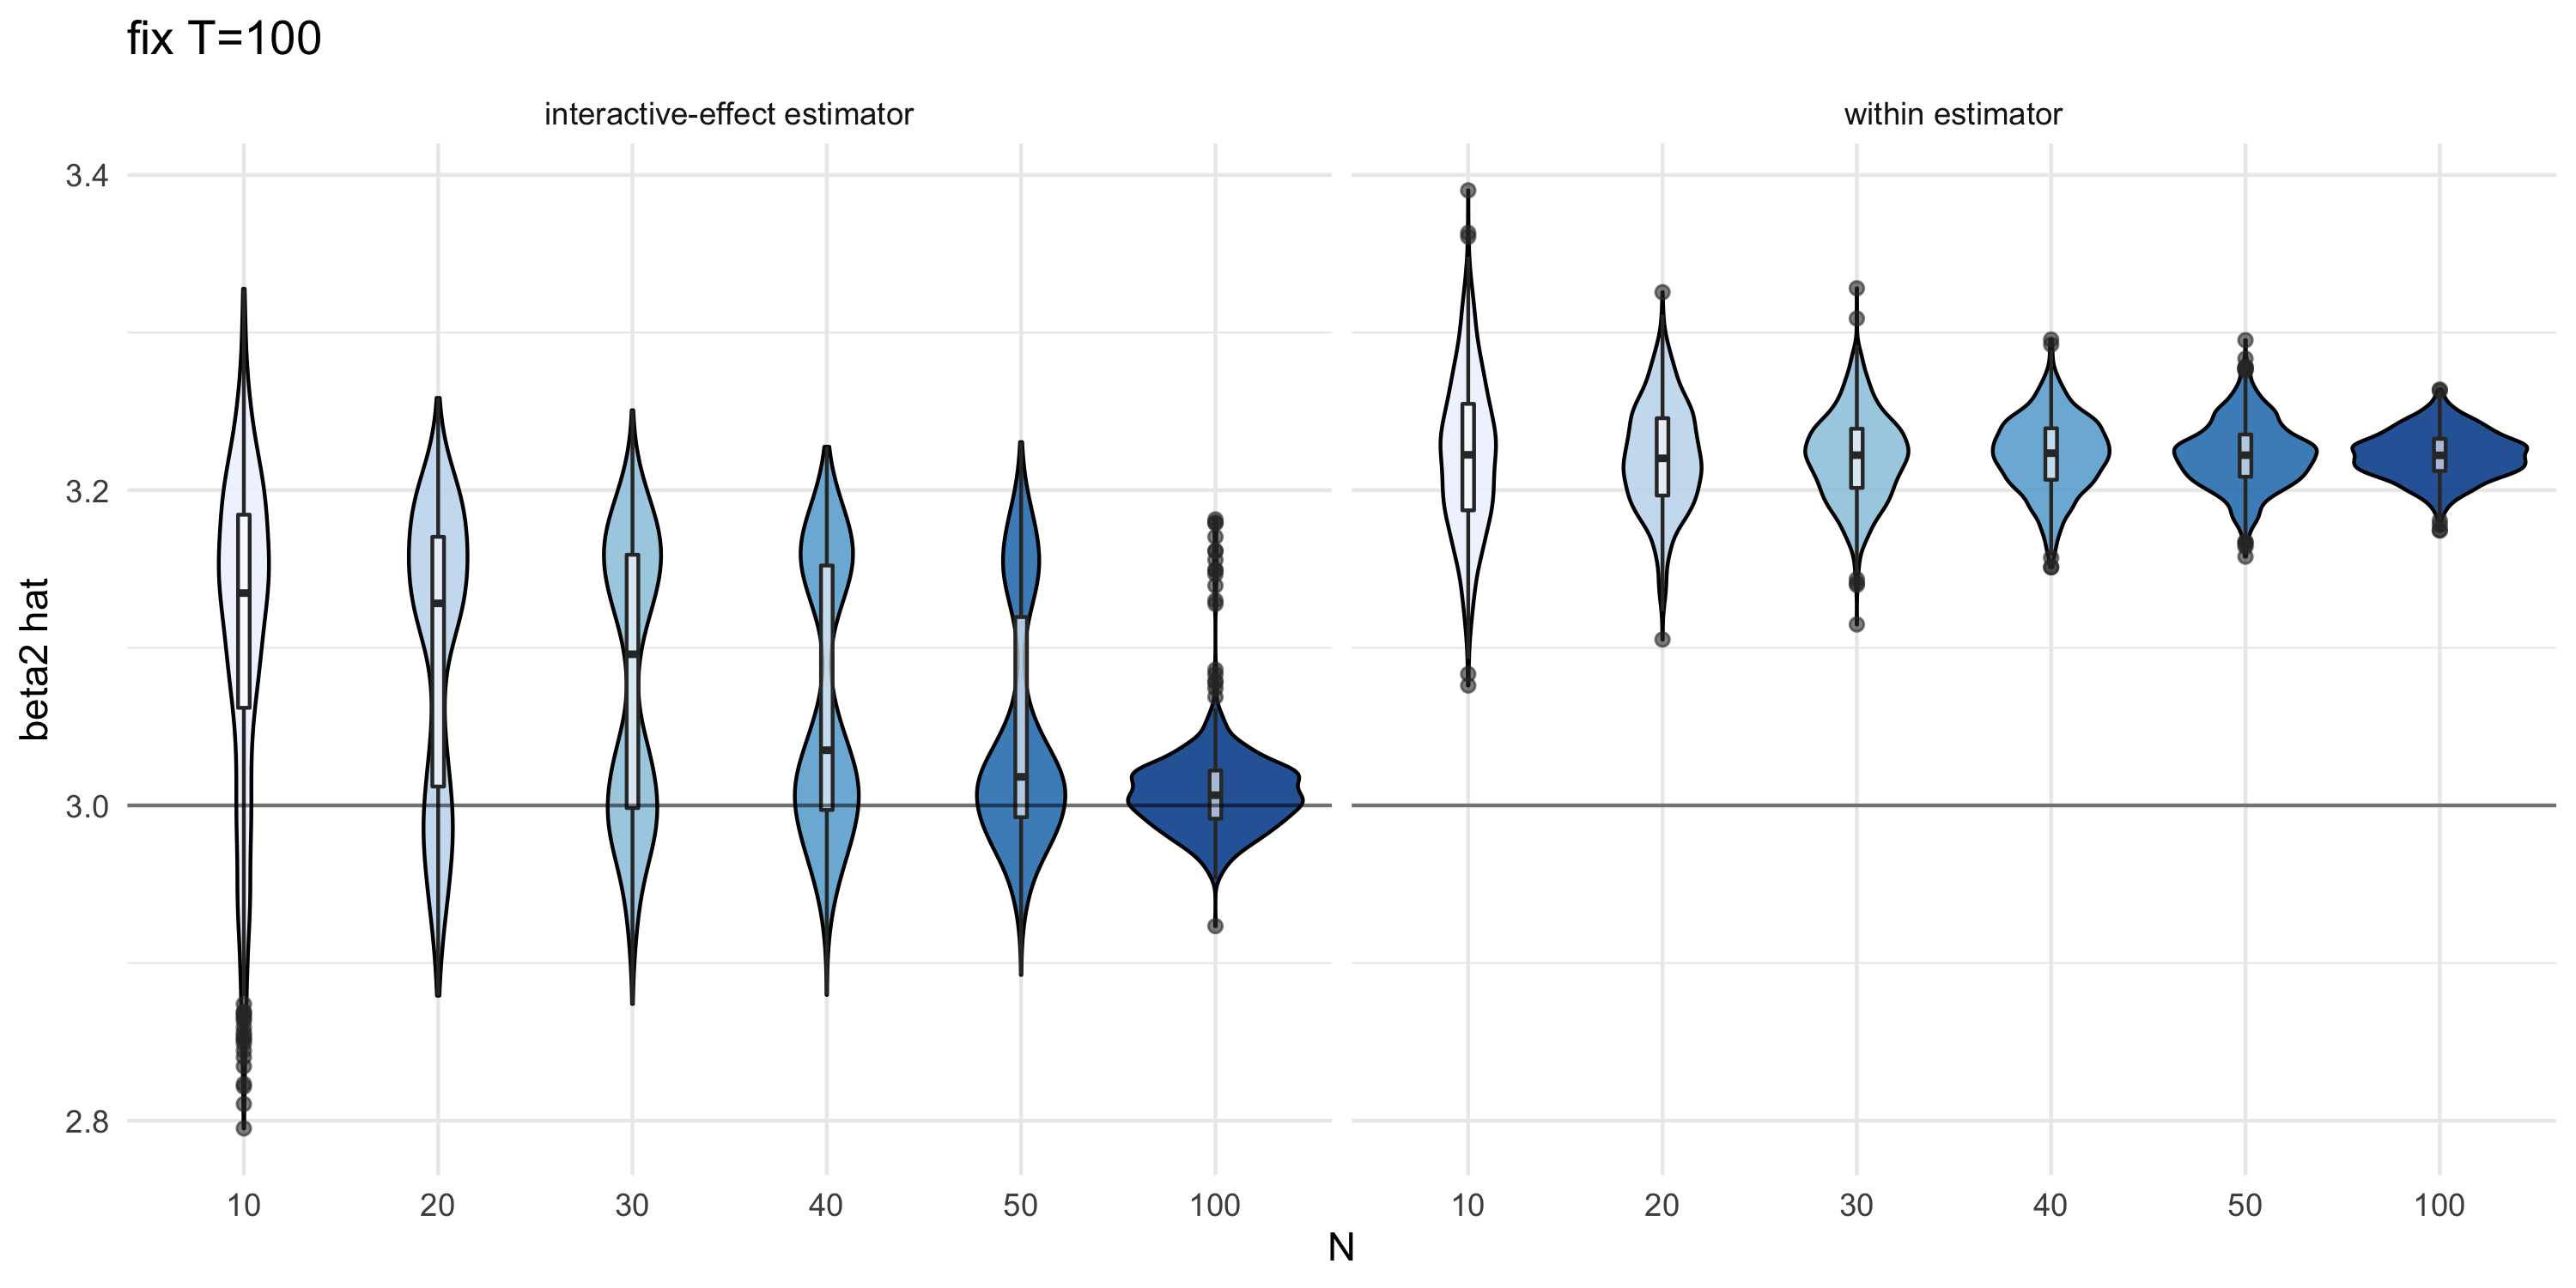 fix T=100
interactive-effect estimator
within estimator
beta2 hat
3.4
3.2
3.0
2.8
10 20 30 40 50 100
10 20 30 40 50 100
N